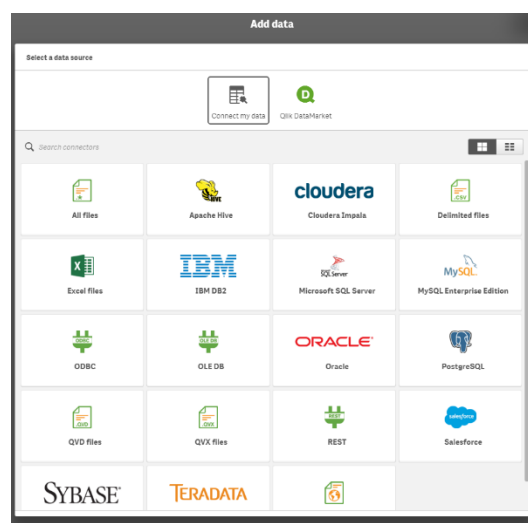 Add data
Select a data source
Connect my data
D
Qlik DataMarket
Search connectors
.*
HIVE
cloudera
.CSV
All files
Apache Hive
Cloudera Impala
Delimited files
X
IBM
SQL Server
MySQL
Excel files
IBM DB2
Microsoft SQL Server
MySQL Enterprise Edition
ODBC
OLE DB
ORACLE
ODBC
OLE DB
Oracle
PostgreSQL
QVD
QVX
REST
salesforce
QVD files
QVX files
REST
Salesforce
SYBASE
TERADATA